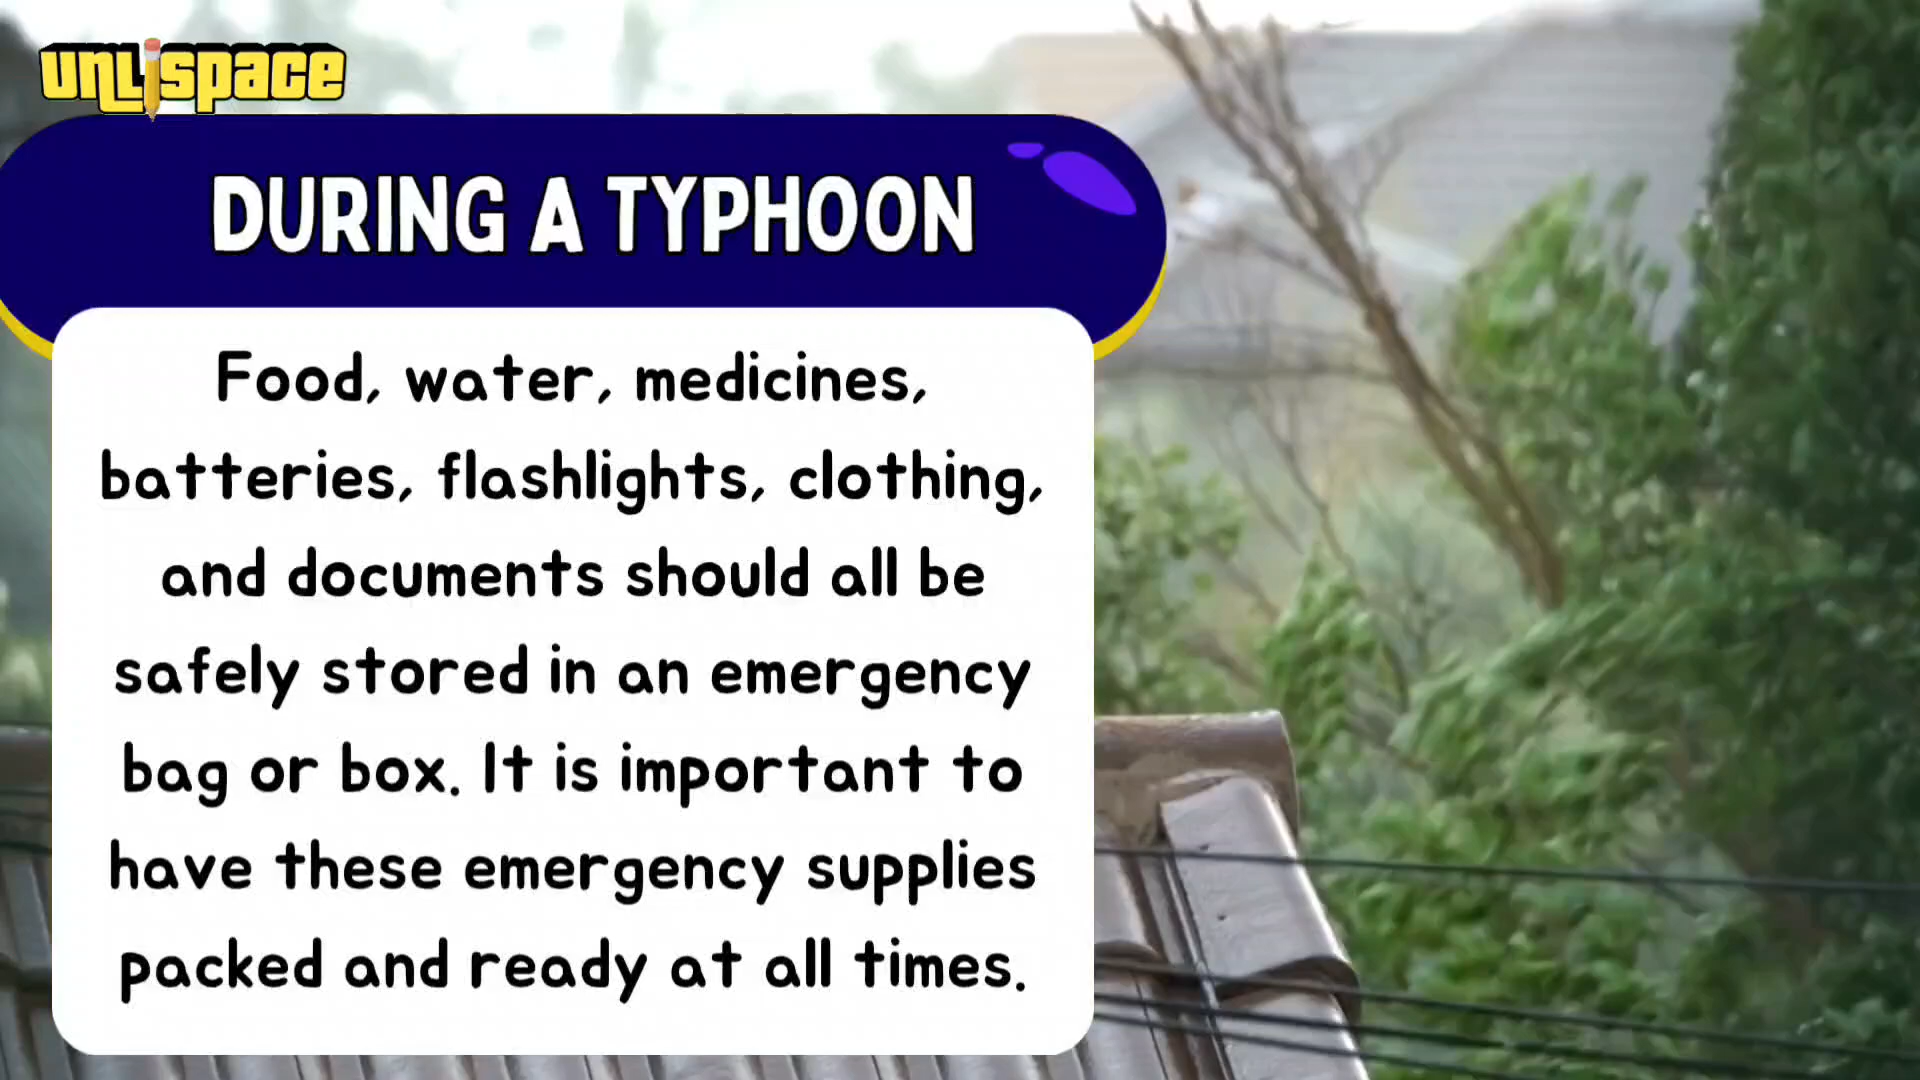 UNLISPACE
DURING A TYPHOON
Food, water, medicines,
batteries, flashlights, clothing,
and documents should all be
safely stored in an emergency
bag or box. It is important to
have these emergency supplies
packed and ready at all times.